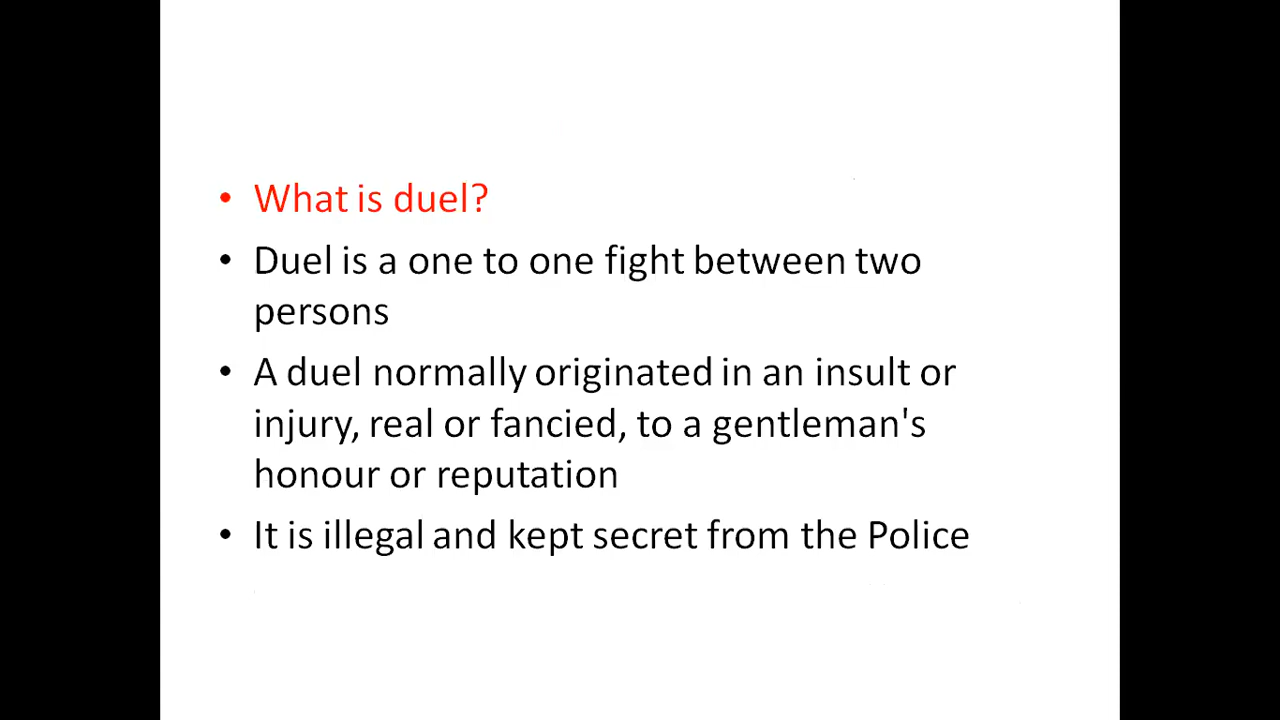 • What is duel?
• Duel is a one to one fight between two
persons
• A duel normally originated in an insult or
injury, real or fancied, to a gentleman's
honour or reputation
• It is illegal and kept secret from the Police